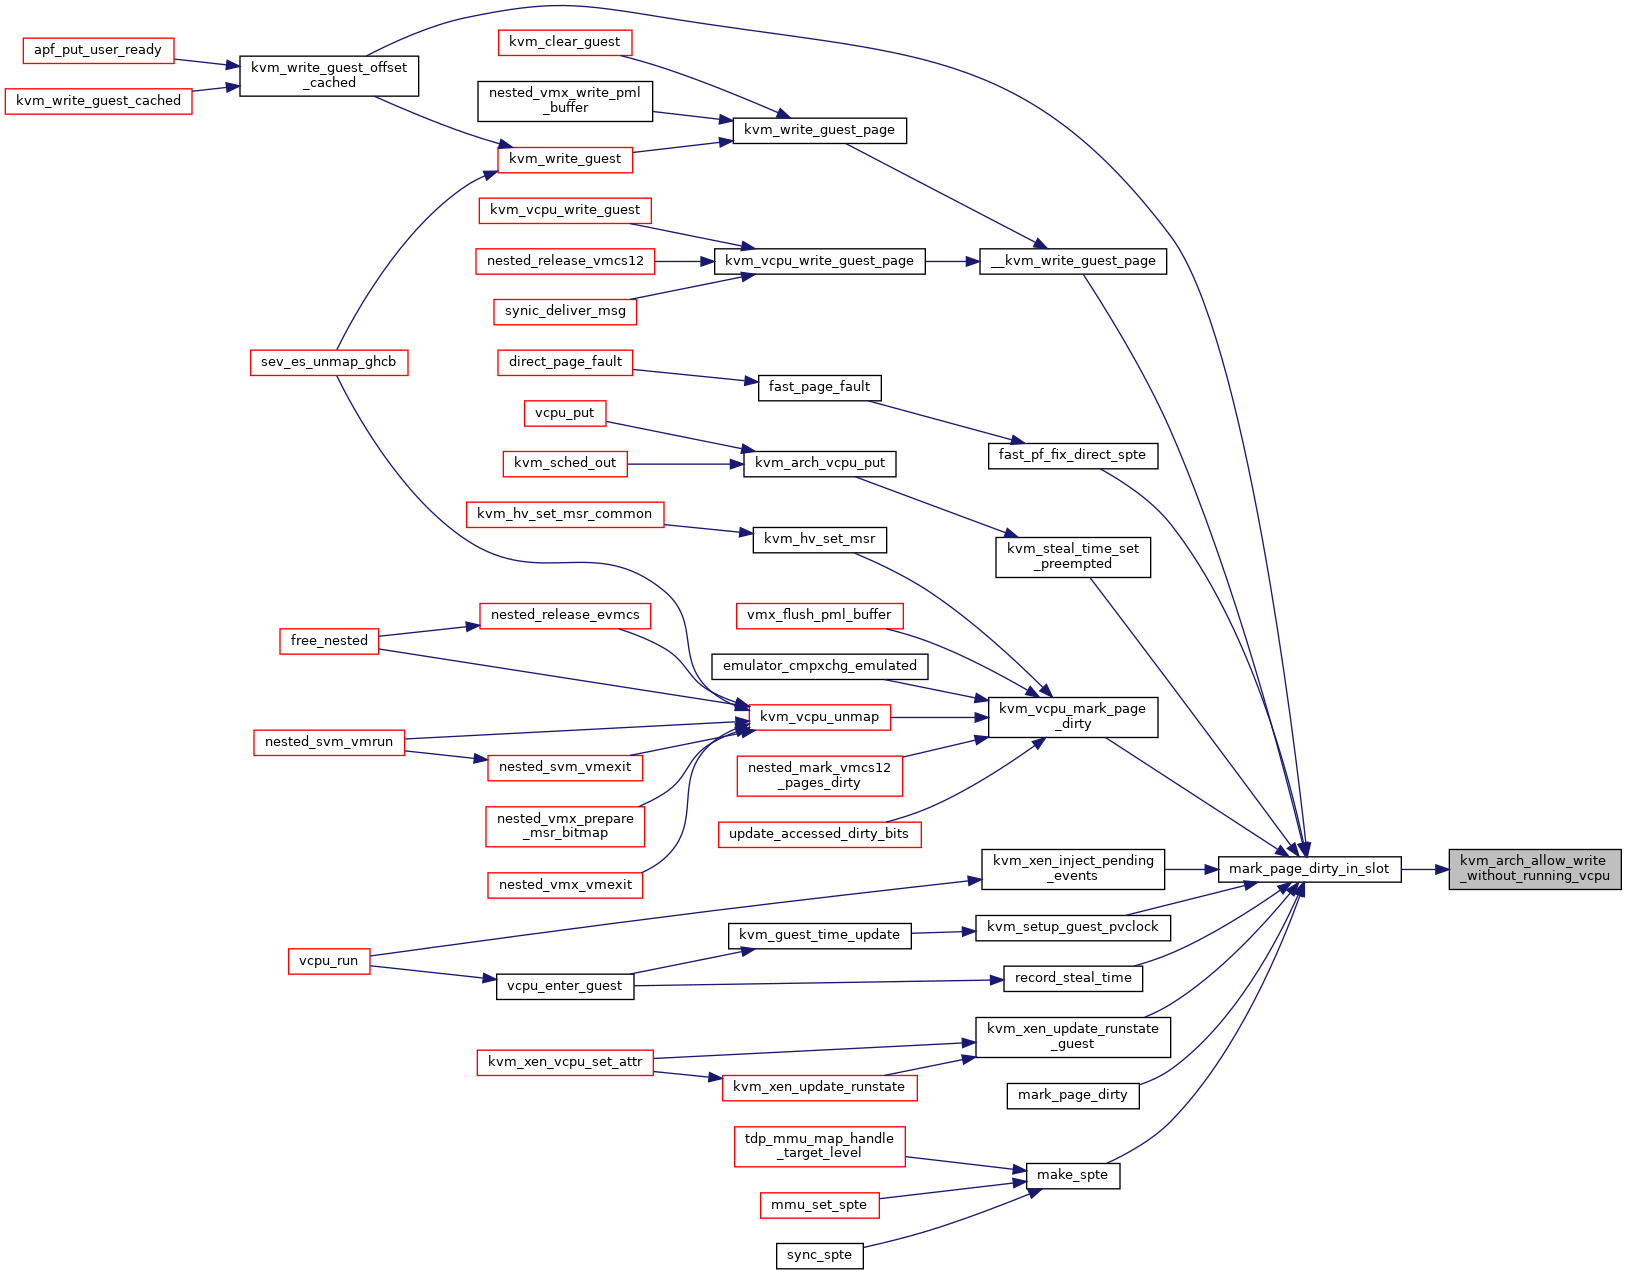 apf_put_user_ready
kvm_write_guest_cached
kvm_write_guest_offset
_cached
kvm_clear_guest
nested_vmx_write_pml
_buffer
kvm_write_guest
kvm_write_guest_page
kvm_vcpu_write_guest
nested_release_vmcs12
synic_deliver_msg
kvm_vcpu_write_guest_page
__kvm_write_guest_page
sev_es_unmap_ghcb
direct_page_fault
fast_page_fault
vcpu_put
kvm_sched_out
kvm_arch_vcpu_put
fast_pf_fix_direct_spte
kvm_hv_set_msr_common
kvm_hv_set_msr
kvm_steal_time_set
_preempted
nested_release_evmcs
free_nested
vmx_flush_pml_buffer
emulator_cmpxchg_emulated
kvm_vcpu_unmap
kvm_vcpu_mark_page
_dirty
nested_svm_vmrun
nested_svm_vmexit
nested_mark_vmcs12
_pages_dirty
nested_vmx_prepare
_msr_bitmap
update_accessed_dirty_bits
nested_vmx_vmexit
kvm_xen_inject_pending
_events
mark_page_dirty_in_slot
kvm_arch_allow_write
_without_running_vcpu
kvm_guest_time_update
kvm_setup_guest_pvclock
vcpu_run
vcpu_enter_guest
record_steal_time
kvm_xen_update_runstate
_guest
kvm_xen_vcpu_set_attr
kvm_xen_update_runstate
mark_page_dirty
tdp_mmu_map_handle
_target_level
make_spte
mmu_set_spte
sync_spte